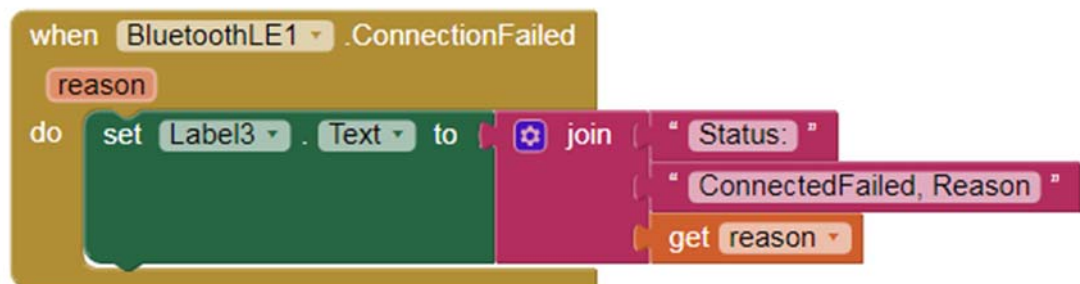 when BluetoothLE1 .ConnectionFailed
reason
do set Label3 . Text to join “ Status: ”
“ ConnectedFailed, Reason ”
get reason